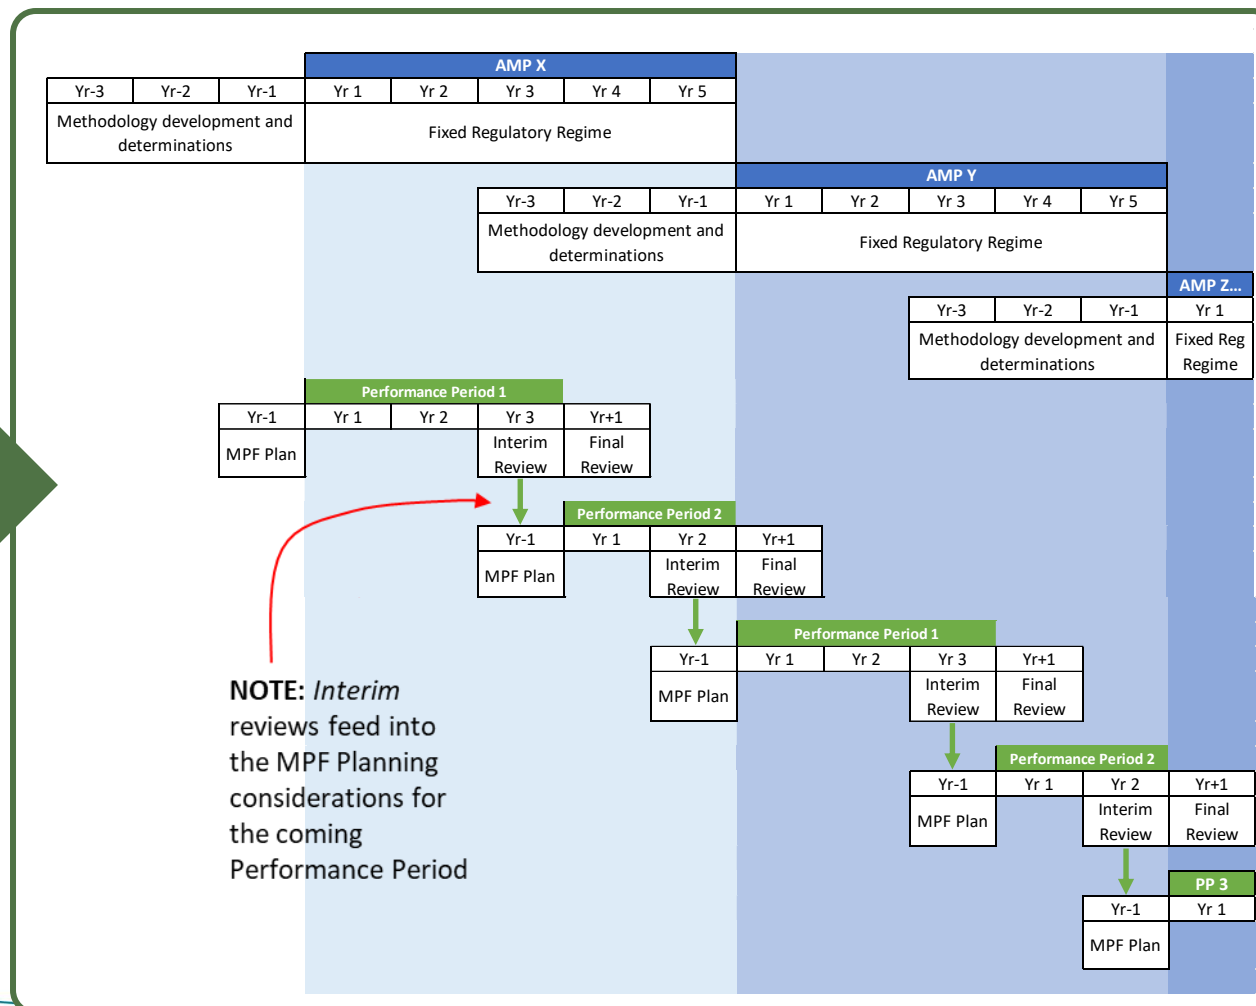 AMP X
Yr-3 Yr-2 Yr-1 Yr 1 Yr 2 Yr 3 Yr 4 Yr 5
Methodology development and
determinations
Fixed Regulatory Regime
AMP Y
Yr-3 Yr-2 Yr-1 Yr 1 Yr 2 Yr 3 Yr 4 Yr 5
Methodology development and
determinations
Fixed Regulatory Regime
AMP Z...
Yr-3 Yr-2 Yr-1 Yr 1
Methodology development and
determinations
Fixed Reg
Regime
Performance Period 1
Yr-1 Yr 1 Yr 2 Yr 3 Yr+1
MPF Plan
Interim
Review
Final
Review
Performance Period 2
Yr-1 Yr 1 Yr 2 Yr+1
MPF Plan
Interim
Review
Final
Review
Performance Period 1
Yr-1 Yr 1 Yr 2 Yr 3 Yr+1
MPF Plan
Interim
Review
Final
Review
NOTE: Interim
reviews feed into
the MPF Planning
considerations for
the coming
Performance Period
Performance Period 2
Yr-1 Yr 1 Yr 2 Yr+1
MPF Plan
Interim
Review
Final
Review
PP 3
Yr-1 Yr 1
MPF Plan